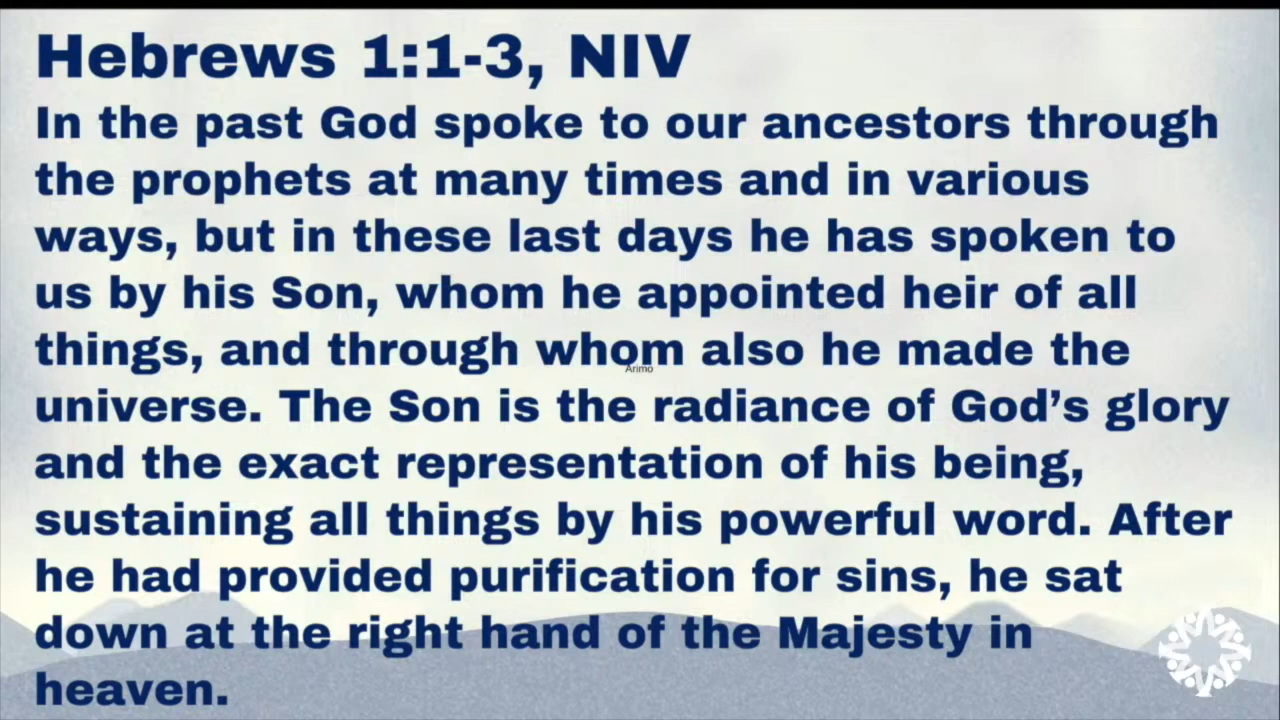 Hebrews 1:1-3, NIV
In the past God spoke to our ancestors through
the prophets at many times and in various
ways, but in these last days he has spoken to
us by his Son, whom he appointed heir of all
things, and through whom also he made the
Arimo
universe. The Son is the radiance of God’s glory
and the exact representation of his being,
sustaining all things by his powerful word. After
he had provided purification for sins, he sat
down at the right hand of the Majesty in
heaven.